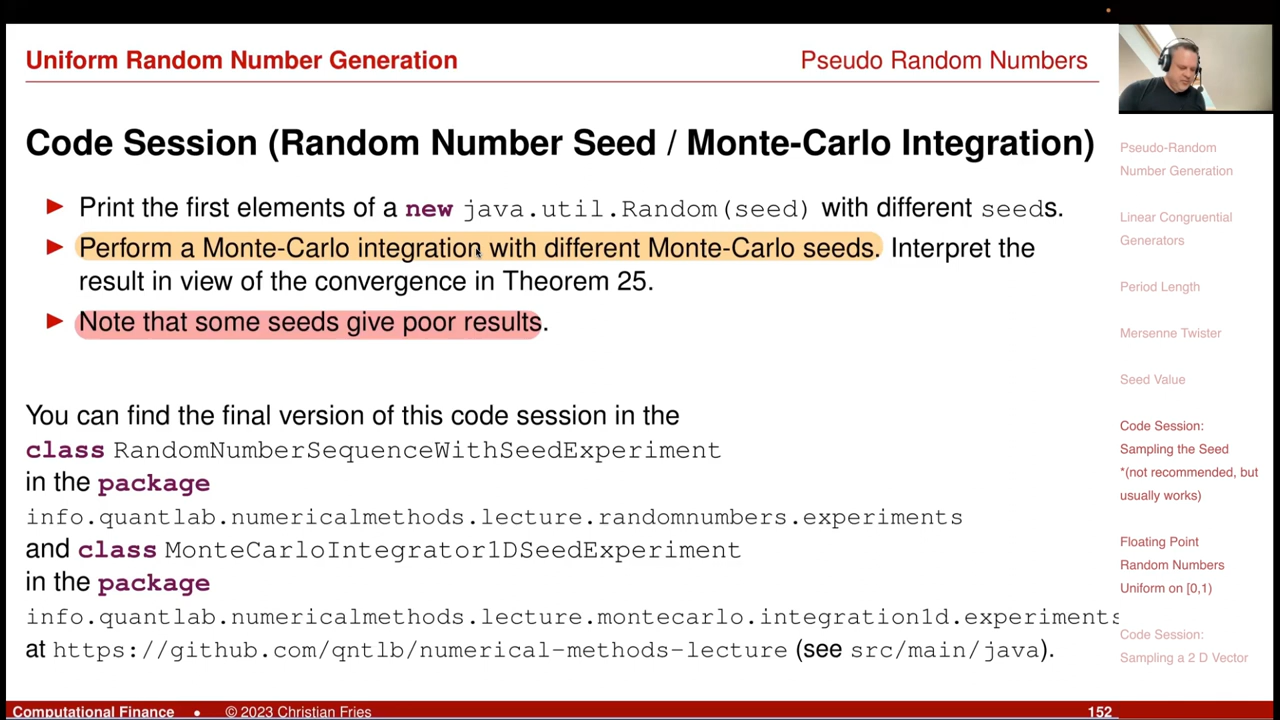 Uniform Random Number Generation
Pseudo Random Numbers
Code Session (Random Number Seed / Monte-Carlo Integration)
Print the first elements of a new java.util.Random(seed) with different seeds.
Perform a Monte-Carlo integration with different Monte-Carlo seeds. Interpret the
result in view of the convergence in Theorem 25.
Note that some seeds give poor results.
You can find the final version of this code session in the
class RandomNumberSequenceWithSeedExperiment
in the package
info.quantlab.numericalmethods.lecture.randomnumbers.experiments
and class MonteCarloIntegrator1DSeedExperiment
in the package
info.quantlab.numericalmethods.lecture.montecarlo.integration1d.experiments
at https://github.com/qntlb/numerical-methods-lecture (see src/main/java).
Pseudo-Random
Number Generation
Linear Congruential
Generators
Period Length
Mersenne Twister
Seed Value
Code Session:
Sampling the Seed
*(not recommended, but
usually works)
Floating Point
Random Numbers
Uniform on [0,1)
Code Session:
Sampling a 2 D Vector
Computational Finance • © 2023 Christian Fries
152